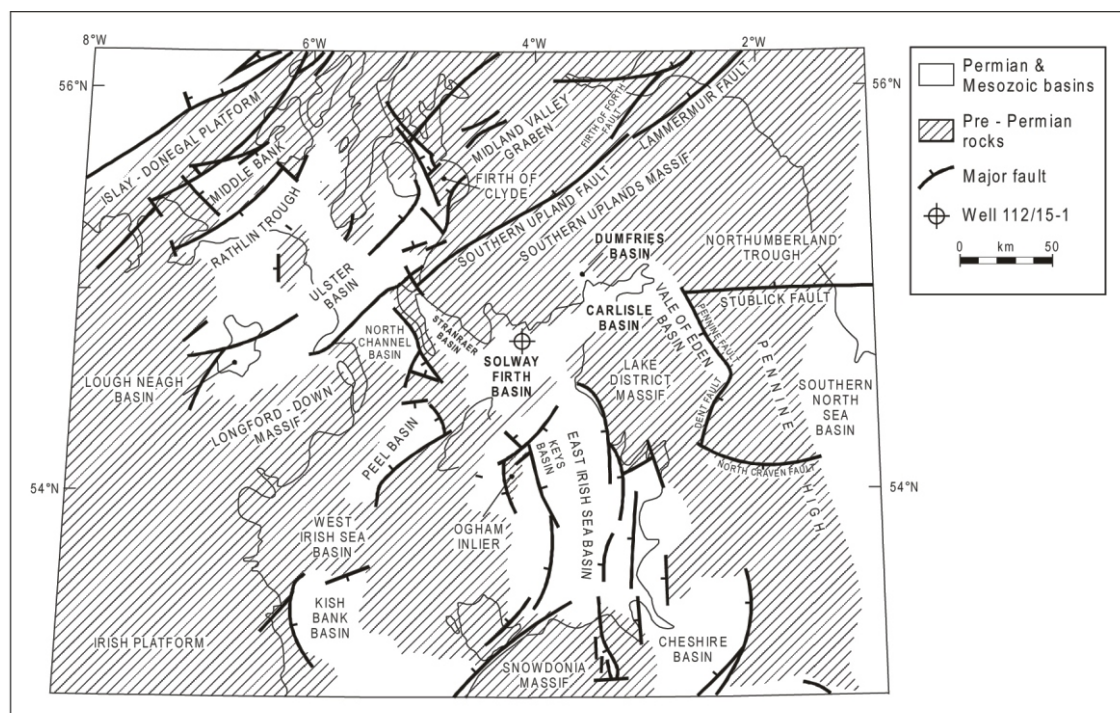 8°W
6°W
4°W
2°W
56°N
56°N
54°N
54°N
ISLAY - DONEGAL PLATFORM
MIDDLE BANK
RATHLIN TROUGH
MIDLAND VALLEY
GRABEN
FIRTH OF FORTH
FAULT
LAMMERMUIR FAULT
FIRTH OF
CLYDE
SOUTHERN UPLAND FAULT
SOUTHERN UPLANDS MASSIF
DUMFRIES
BASIN
NORTHUMBERLAND
TROUGH
ULSTER
BASIN
STUBLICK FAULT
CARLISLE
BASIN
VALE OF EDEN
BASIN
PENNINE FAULT
NORTH
CHANNEL
BASIN
STRANRAER
BASIN
SOLWAY
FIRTH
BASIN
LAKE
DISTRICT
MASSIF
PENNINE HIGH
LOUGH NEAGH
BASIN
LONGFORD - DOWN
MASSIF
DENT FAULT
SOUTHERN
NORTH
SEA
BASIN
PEEL BASIN
KEYS
BASIN
EAST IRISH SEA BASIN
NORTH CRAVEN FAULT
WEST
IRISH SEA
BASIN
OGHAM
INLIER
KISH
BANK
BASIN
IRISH PLATFORM
SNOWDONIA
MASSIF
CHESHIRE
BASIN
Permian &
Mesozoic basins
Pre - Permian
rocks
Major fault
Well 112/15-1
0 km 50